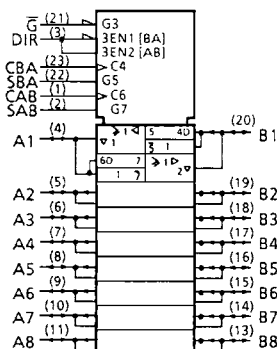 G (21) G3
DIR (3) 3EN1 [BA]
3EN2 [AB]
CBA (23) C4
SBA (22) G5
CAB (1) C6
SAB (2) G7
A1 (4) ≥1 5 4D (20) B1
1 5 1
6D 7 ≥1
1 7 2
A2 (5) (19) B2
A3 (6) (18) B3
A4 (7) (17) B4
A5 (8) (16) B5
A6 (9) (15) B6
A7 (10) (14) B7
A8 (11) (13) B8